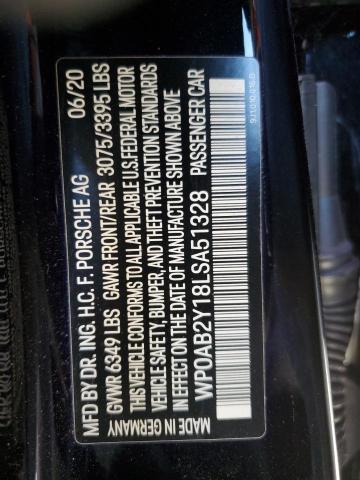 MFD BY DR. ING. H.C. F. PORSCHE AG 06/20
GVWR 6349 LBS GAWR FRONT/REAR 3075/3395 LBS
VEHICLE CONFORMS TO ALL APPLICABLE U.S.FEDERAL MOTOR
VEHICLE SAFETY, BUMPER, AND THEFT PREVENTION STANDARDS
IN EFFECT ON THE DATE OF MANUFACTURE SHOWN ABOVE
WP0AB2Y18LSA51328 PASSENGER CAR
MADE IN GERMANY